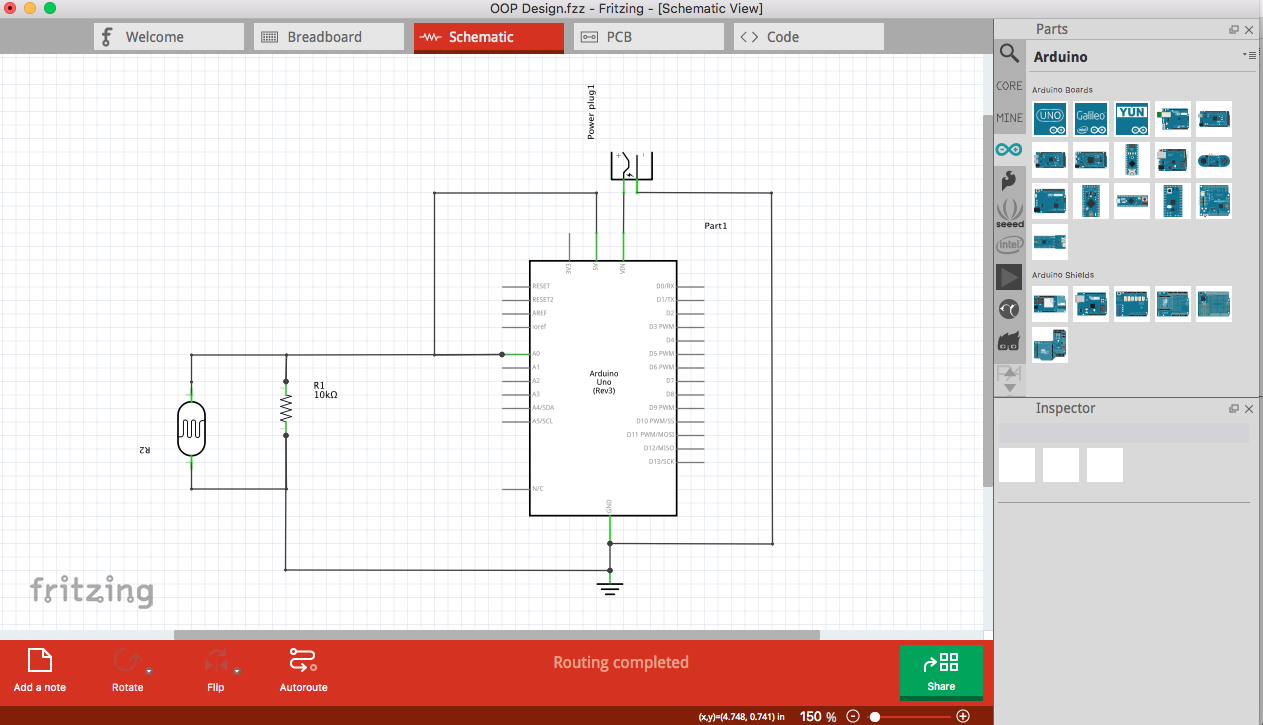 OOP Design.fzz - Fritzing - [Schematic View]
Welcome
Breadboard
Schematic
PCB
Code
Parts
Arduino
CORE
MINE
Arduino Boards
UNO
Galileo
YUN
seeed
intel
Arduino Shields
Inspector
Power plug1
Part1
3V3
5V
VIN
RESET
RESET2
AREF
ioref
A0
A1
A2
A3
A4/SDA
A5/SCL
N/C
D0/RX
D1/TX
D2
D3 PWM
D4
D5 PWM
D6 PWM
D7
D8
D9 PWM
D10 PWM/SS
D11 PWM/MOSI
D12/MISO
D13/SCK
GND
Arduino
Uno
(Rev3)
R1
10kΩ
R2
fritzing
Add a note
Rotate
Flip
Autoroute
Routing completed
Share
(x,y)=(4.748, 0.741) in
150 %